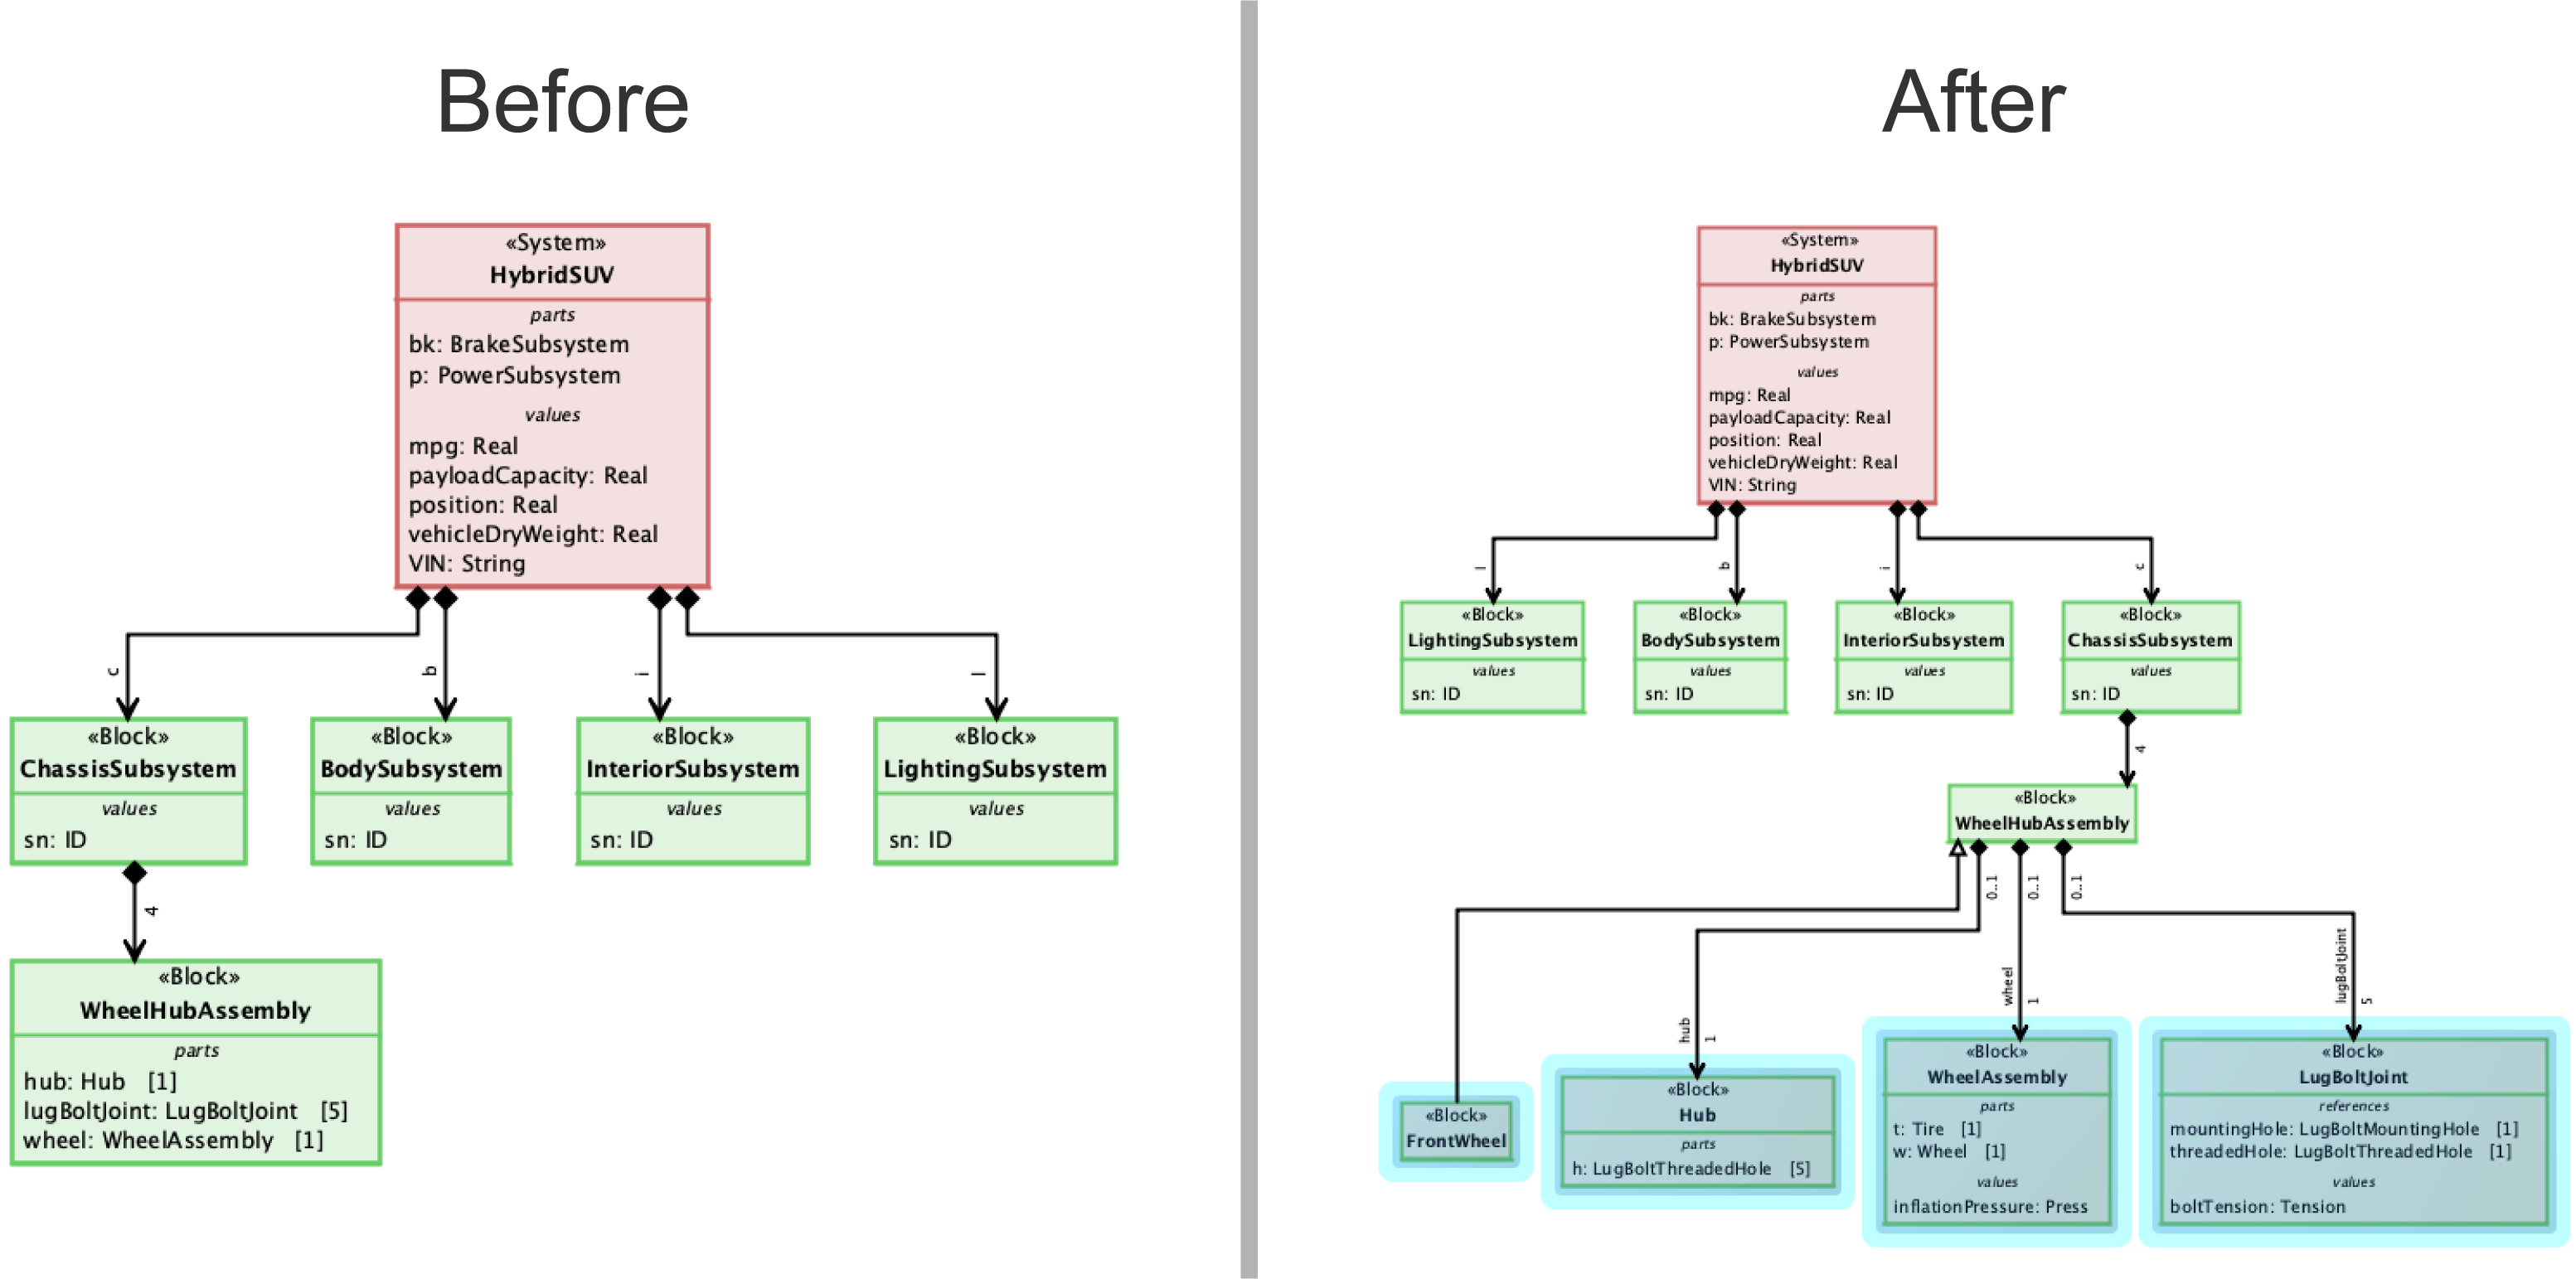 Before
«System»
HybridSUV
parts
bk: BrakeSubsystem
p: PowerSubsystem
values
mpg: Real
payloadCapacity: Real
position: Real
vehicleDryWeight: Real
VIN: String
c
b
i
l
«Block»
ChassisSubsystem
values
sn: ID
«Block»
BodySubsystem
values
sn: ID
«Block»
InteriorSubsystem
values
sn: ID
«Block»
LightingSubsystem
values
sn: ID
4
«Block»
WheelHubAssembly
parts
hub: Hub [1]
lugBoltJoint: LugBoltJoint [5]
wheel: WheelAssembly [1]
After
«System»
HybridSUV
parts
bk: BrakeSubsystem
p: PowerSubsystem
values
mpg: Real
payloadCapacity: Real
position: Real
vehicleDryWeight: Real
VIN: String
l
b
i
c
«Block»
LightingSubsystem
values
sn: ID
«Block»
BodySubsystem
values
sn: ID
«Block»
InteriorSubsystem
values
sn: ID
«Block»
ChassisSubsystem
values
sn: ID
4
«Block»
WheelHubAssembly
0..1
0..1
0..1
hub
1
wheel
1
lugBoltJoint
5
«Block»
FrontWheel
«Block»
Hub
parts
h: LugBoltThreadedHole [5]
«Block»
WheelAssembly
parts
t: Tire [1]
w: Wheel [1]
values
inflationPressure: Press
«Block»
LugBoltJoint
references
mountingHole: LugBoltMountingHole [1]
threadedHole: LugBoltThreadedHole [1]
values
boltTension: Tension